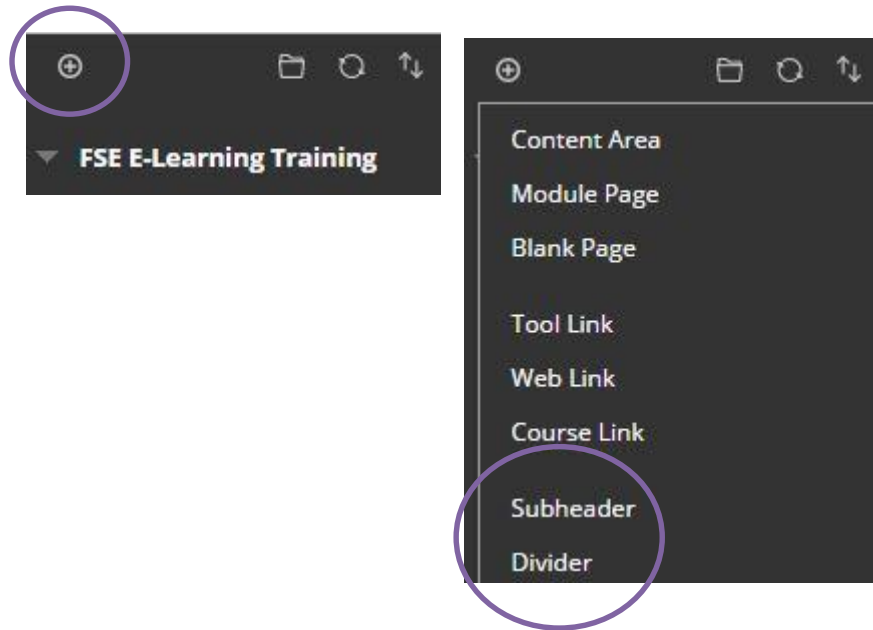 FSE E-Learning Training
Content Area
Module Page
Blank Page
Tool Link
Web Link
Course Link
Subheader
Divider